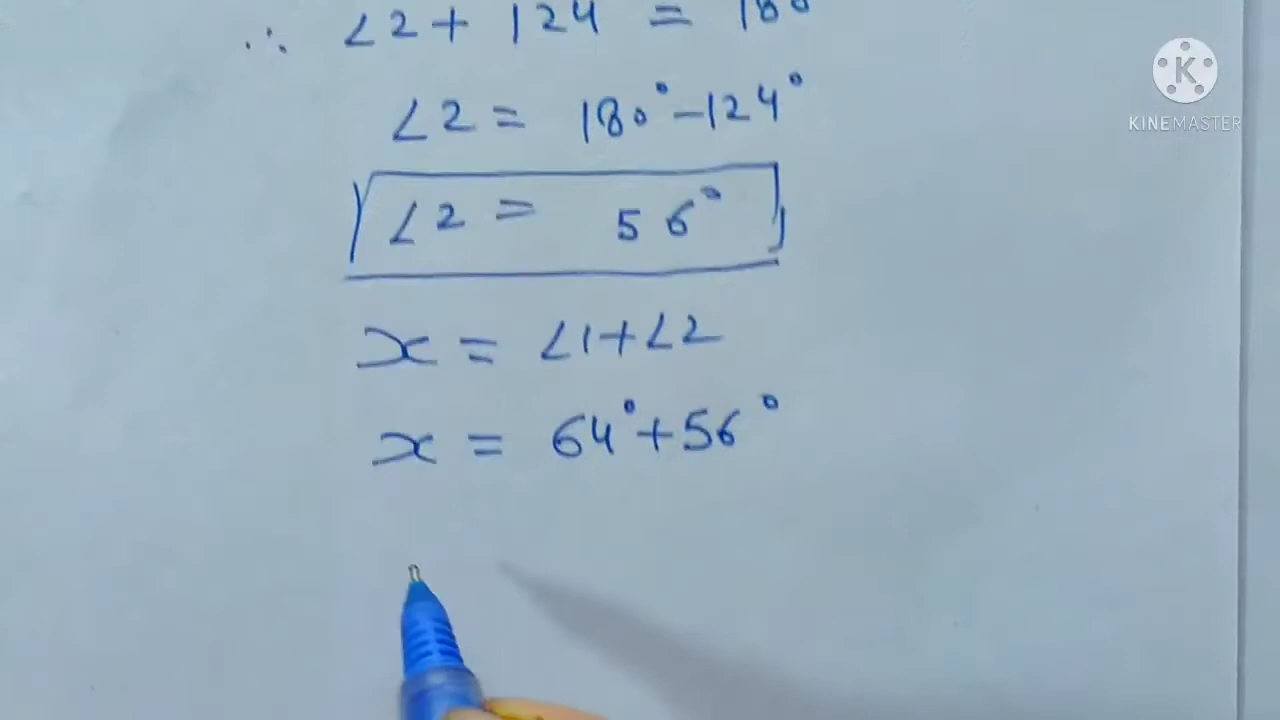 ∴ ∠2 + 124 = 180
∠2 = 180° - 124°
∠2 = 56°
x = ∠1 + ∠2
x = 64° + 56°
K
KINEMASTER